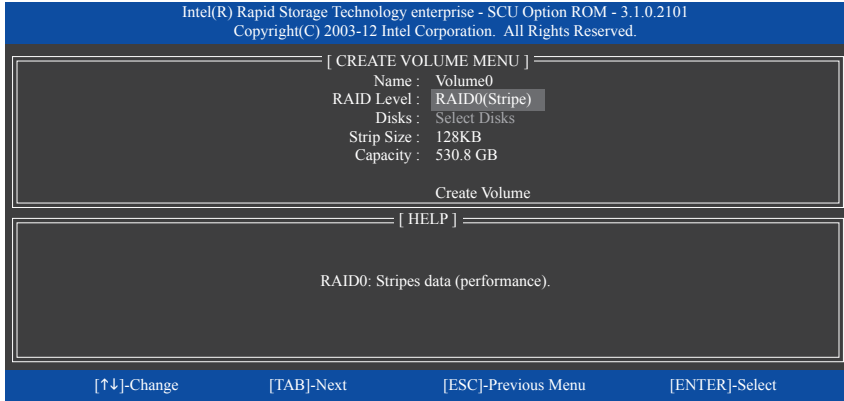 Intel(R) Rapid Storage Technology enterprise - SCU Option ROM - 3.1.0.2101
Copyright(C) 2003-12 Intel Corporation. All Rights Reserved.
[ CREATE VOLUME MENU ]
Name : Volume0
RAID Level : RAID0(Stripe)
Disks : Select Disks
Strip Size : 128KB
Capacity : 530.8 GB
Create Volume
[ HELP ]
RAID0: Stripes data (performance).
[↑↓]-Change [TAB]-Next [ESC]-Previous Menu [ENTER]-Select